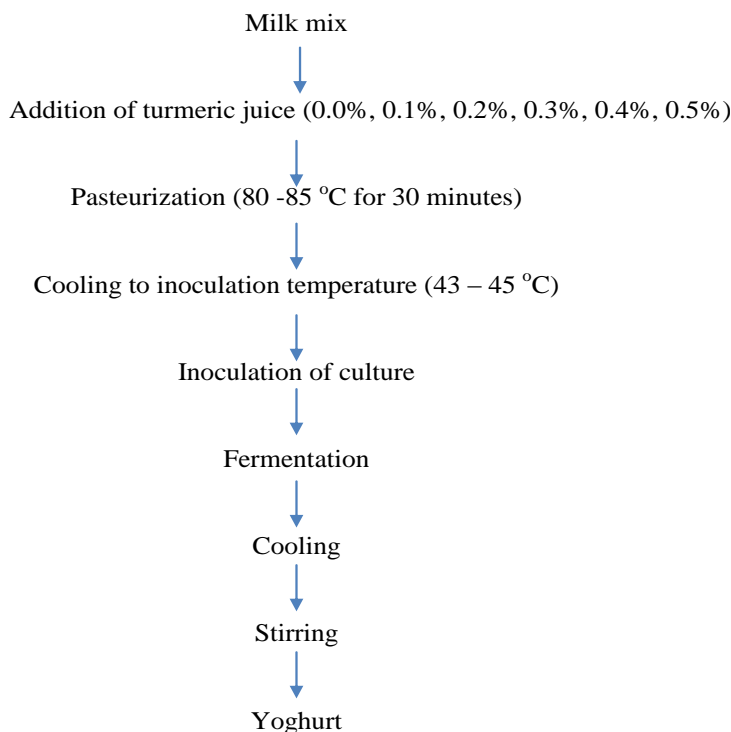 Milk mix
Addition of turmeric juice (0.0%, 0.1%, 0.2%, 0.3%, 0.4%, 0.5%)
Pasteurization (80 -85 °C for 30 minutes)
Cooling to inoculation temperature (43 – 45 °C)
Inoculation of culture
Fermentation
Cooling
Stirring
Yoghurt